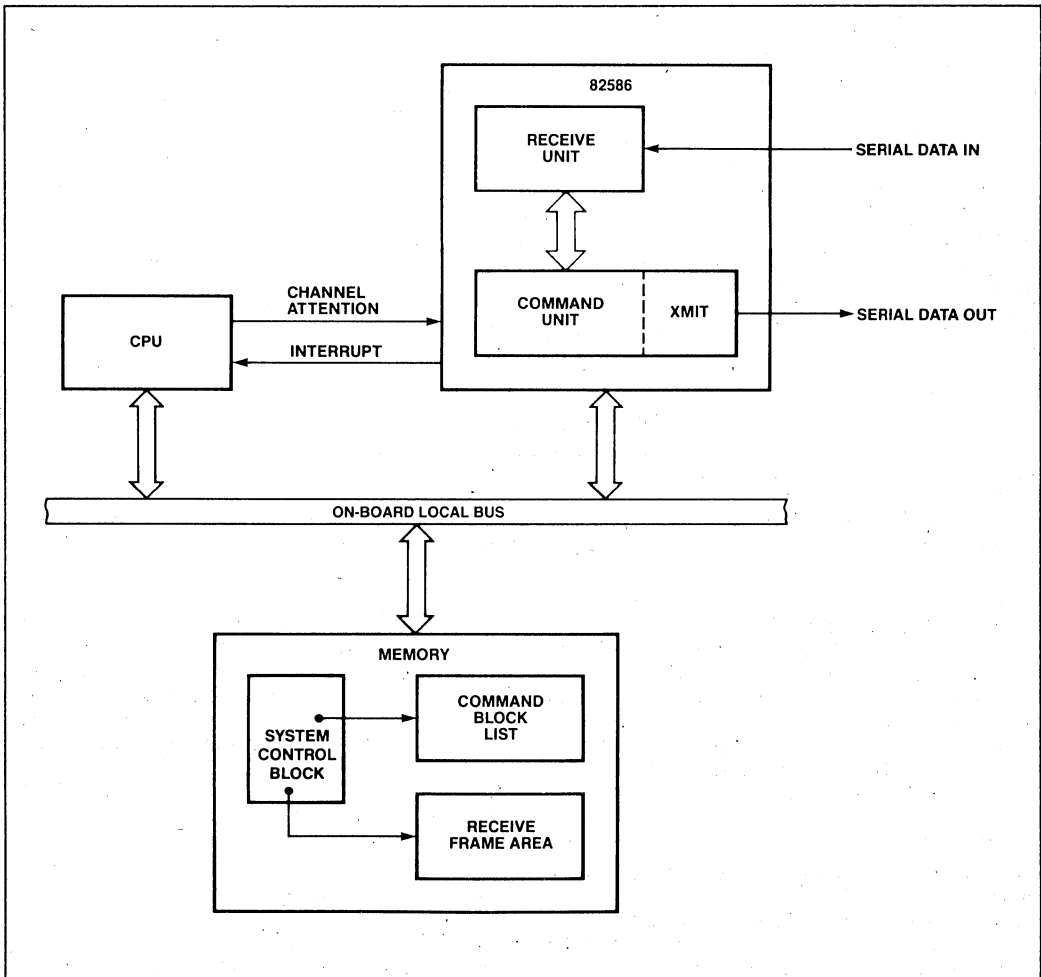 82586
RECEIVE
UNIT
SERIAL DATA IN
CHANNEL
ATTENTION
COMMAND
UNIT
XMIT
SERIAL DATA OUT
CPU
INTERRUPT
ON-BOARD LOCAL BUS
MEMORY
SYSTEM
CONTROL
BLOCK
COMMAND
BLOCK
LIST
RECEIVE
FRAME AREA